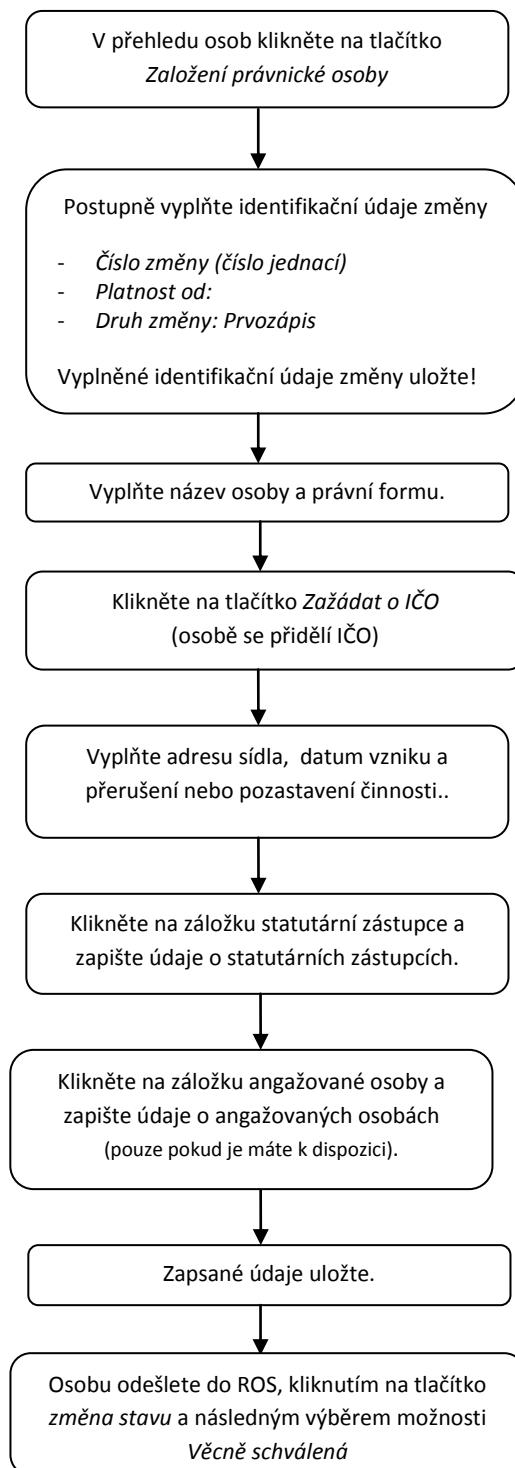 V přehledu osob klikněte na tlačítko
Založení právnické osoby
Postupně vyplňte identifikační údaje změny
- Číslo změny (číslo jednací)
- Platnost od:
- Druh změny: Prvozápis
Vyplněné identifikační údaje změny uložte!
Vyplňte název osoby a právní formu.
Klikněte na tlačítko Zažádat o IČO
(osobě se přidělí IČO)
Vyplňte adresu sídla, datum vzniku a
přerušení nebo pozastavení činnosti..
Klikněte na záložku statutární zástupce a
zapište údaje o statutárních zástupcích.
Klikněte na záložku angažované osoby a
zapište údaje o angažovaných osobách
(pouze pokud je máte k dispozici).
Zapsané údaje uložte.
Osobu odešlete do ROS, kliknutím na tlačítko
změna stavu a následným výběrem možnosti
Věcně schválená